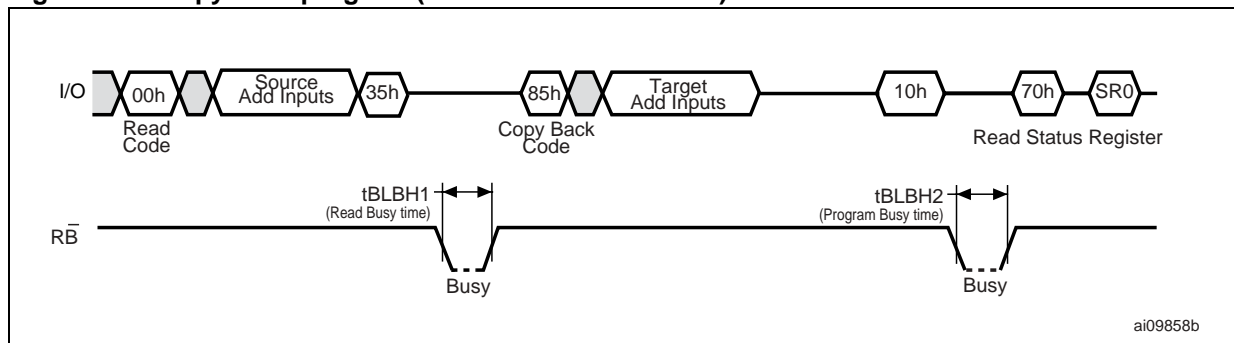 I/O
00h
Source
Add Inputs
35h
85h
Target
Add Inputs
10h
70h
SR0
Read
Code
Copy Back
Code
Read Status Register
tBLBH1
(Read Busy time)
tBLBH2
(Program Busy time)
RB̅
Busy
Busy
ai09858b